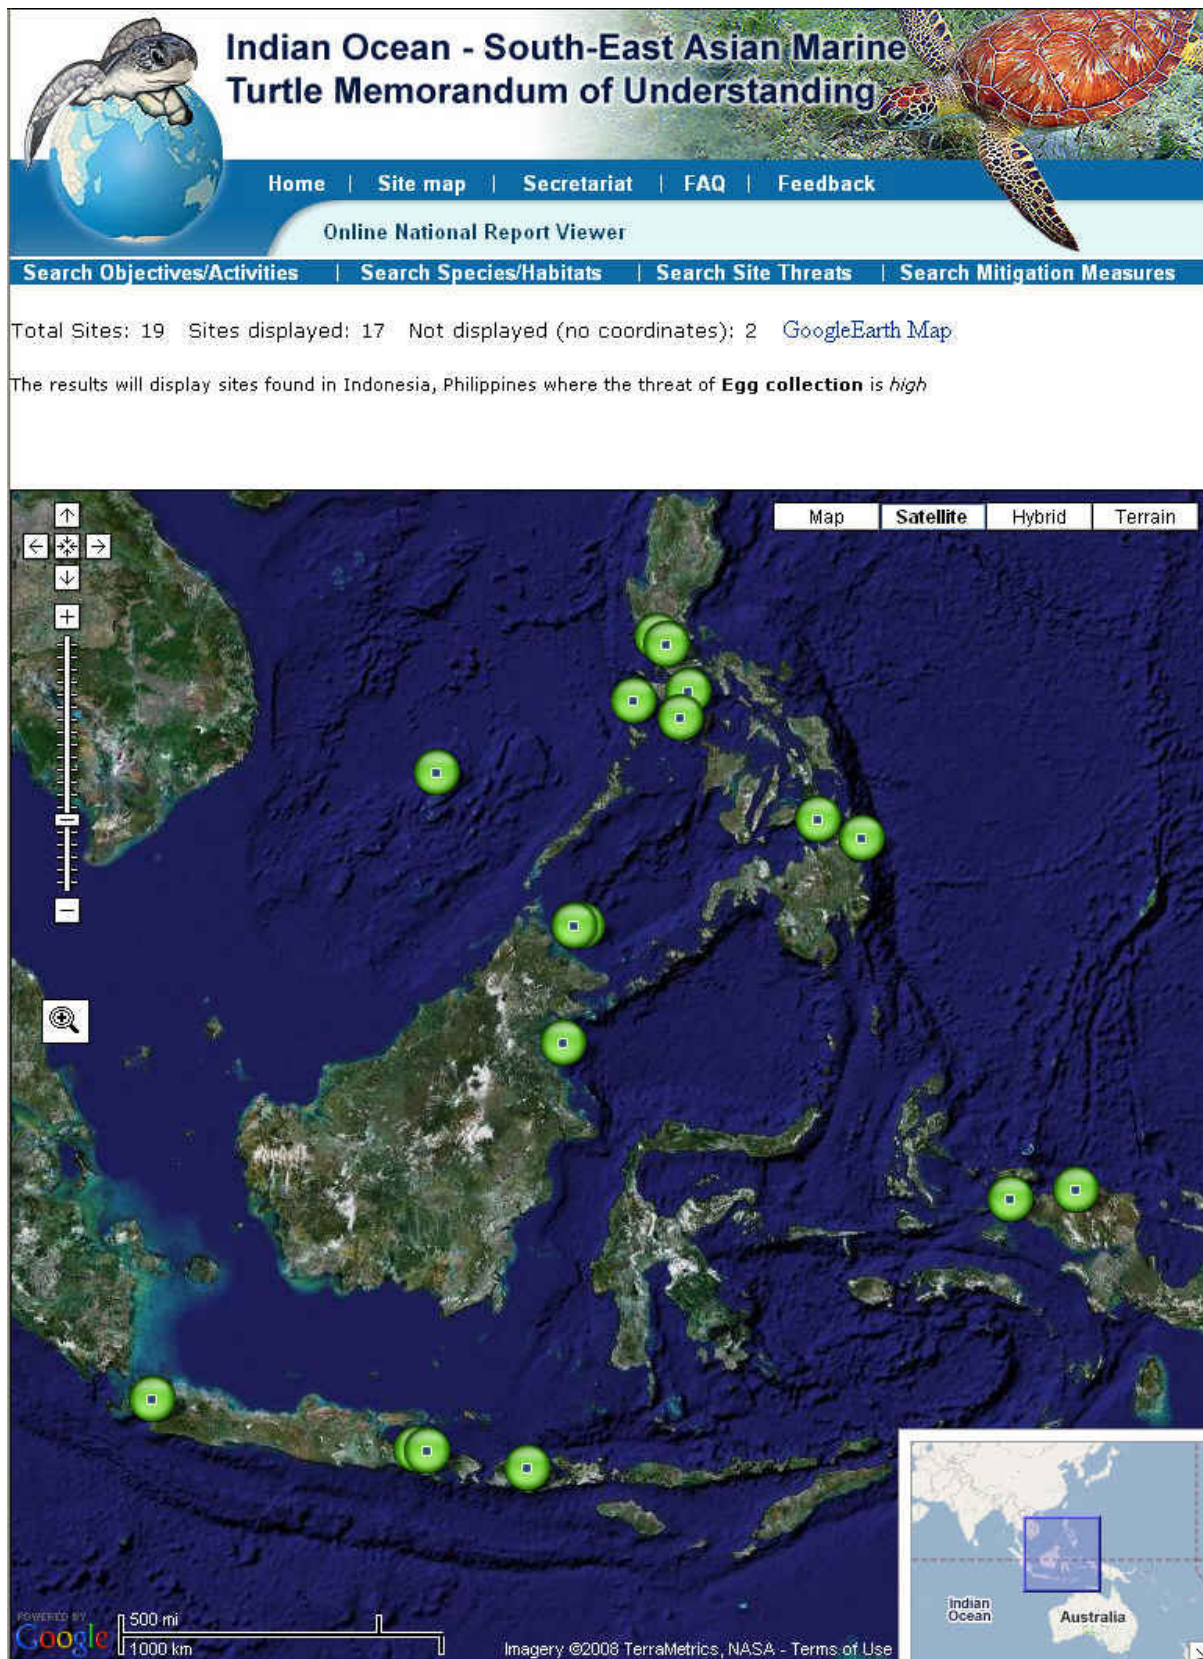 Indian Ocean - South-East Asian Marine
Turtle Memorandum of Understanding
Home | Site map | Secretariat | FAQ | Feedback
Online National Report Viewer
Search Objectives/Activities | Search Species/Habitats | Search Site Threats | Search Mitigation Measures
Total Sites: 19 Sites displayed: 17 Not displayed (no coordinates): 2 GoogleEarth Map
The results will display sites found in Indonesia, Philippines where the threat of Egg collection is high
Map Satellite Hybrid Terrain
Indian
Ocean
Australia
POWERED BY
Google
500 mi
1000 km
Imagery ©2008 TerraMetrics, NASA - Terms of Use